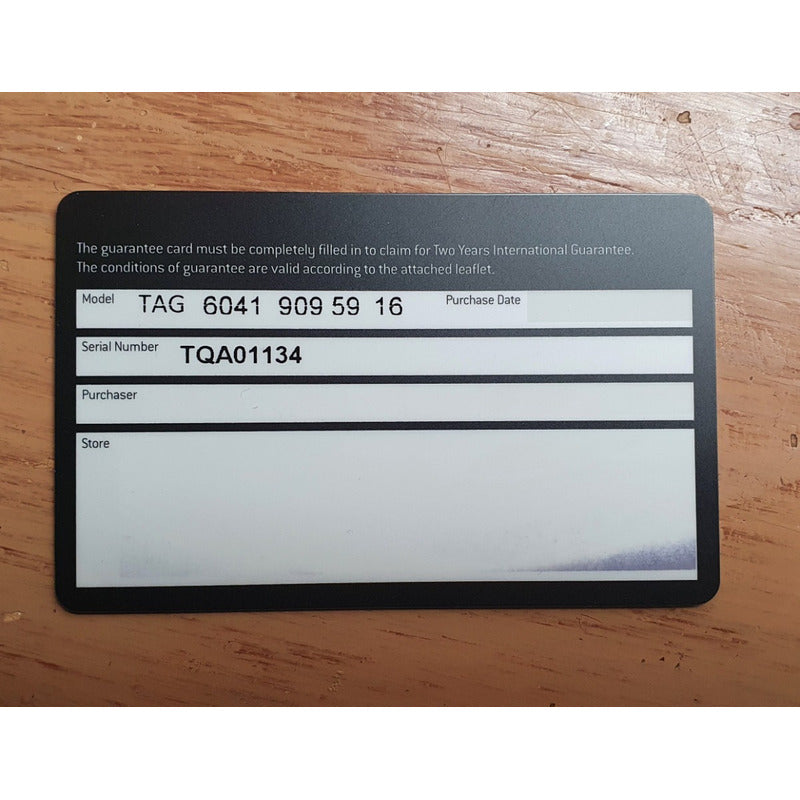 The guarantee card must be completely filled in to claim for Two Years International Guarantee.
The conditions of guarantee are valid according to the attached leaflet.
Model TAG 6041 909 59 16 Purchase Date
Serial Number TQA01134
Purchaser
Store